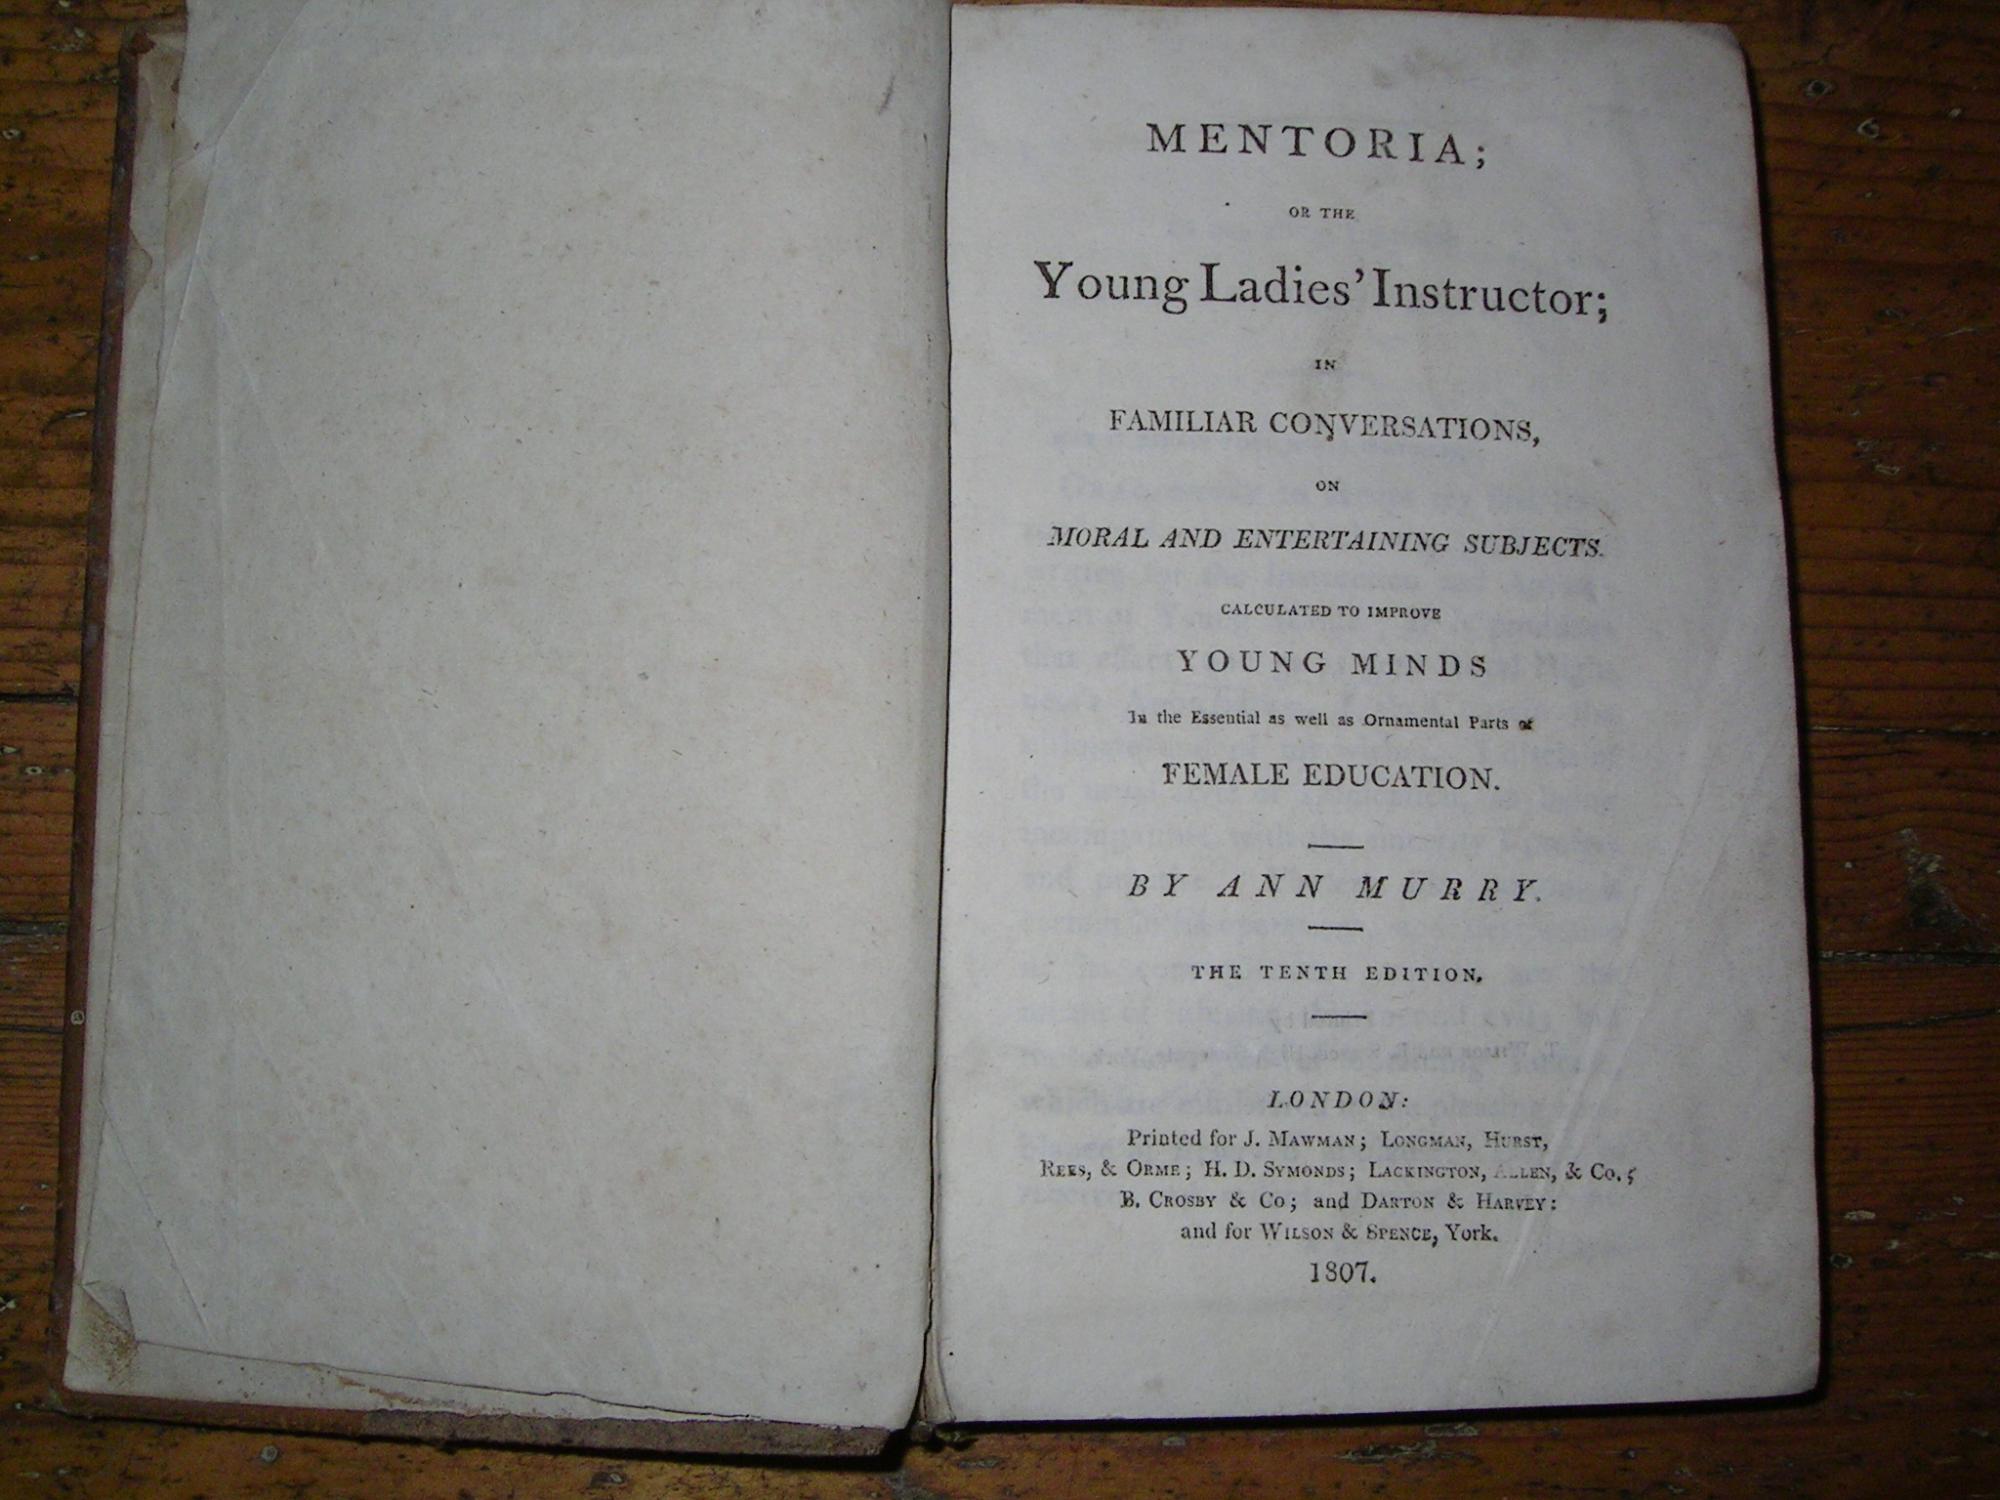 MENTORIA;
OR THE
Young Ladies' Instructor;
IN
FAMILIAR CONVERSATIONS,
ON
MORAL AND ENTERTAINING SUBJECTS.
CALCULATED TO IMPROVE
YOUNG MINDS
In the Essential as well as Ornamental Parts of
FEMALE EDUCATION.
BY ANN MURRY.
THE TENTH EDITION.
LONDON:
Printed for J. MAWMAN; LONGMAN, HURST,
REES, & ORME; H. D. SYMONDS; LACKINGTON, ALLEN, & Co.;
B. CROSBY & Co; and DARTON & HARVEY:
and for WILSON & SPENCE, York.
1807.